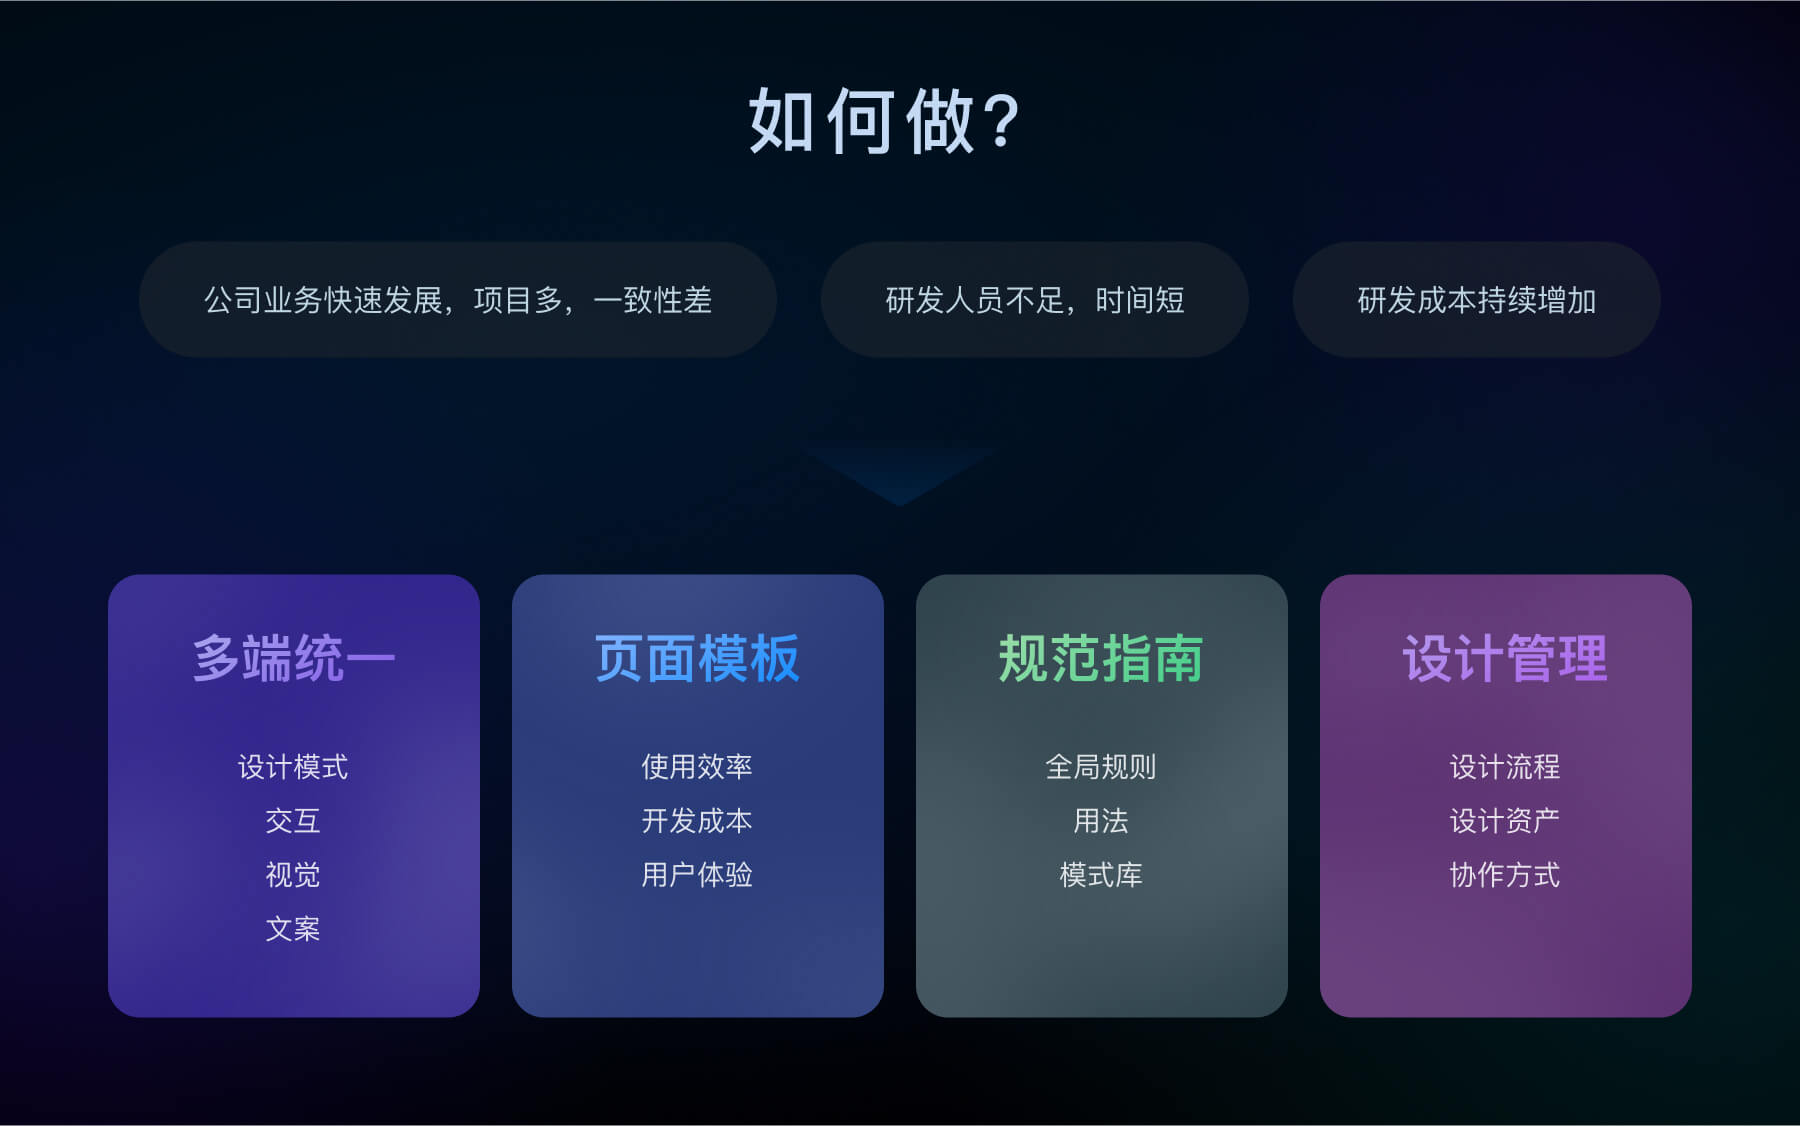 如何做?
公司业务快速发展，项目多，一致性差
研发人员不足，时间短
研发成本持续增加
多端统一
设计模式
交互
视觉
文案
页面模板
使用效率
开发成本
用户体验
规范指南
全局规则
用法
模式库
设计管理
设计流程
设计资产
协作方式